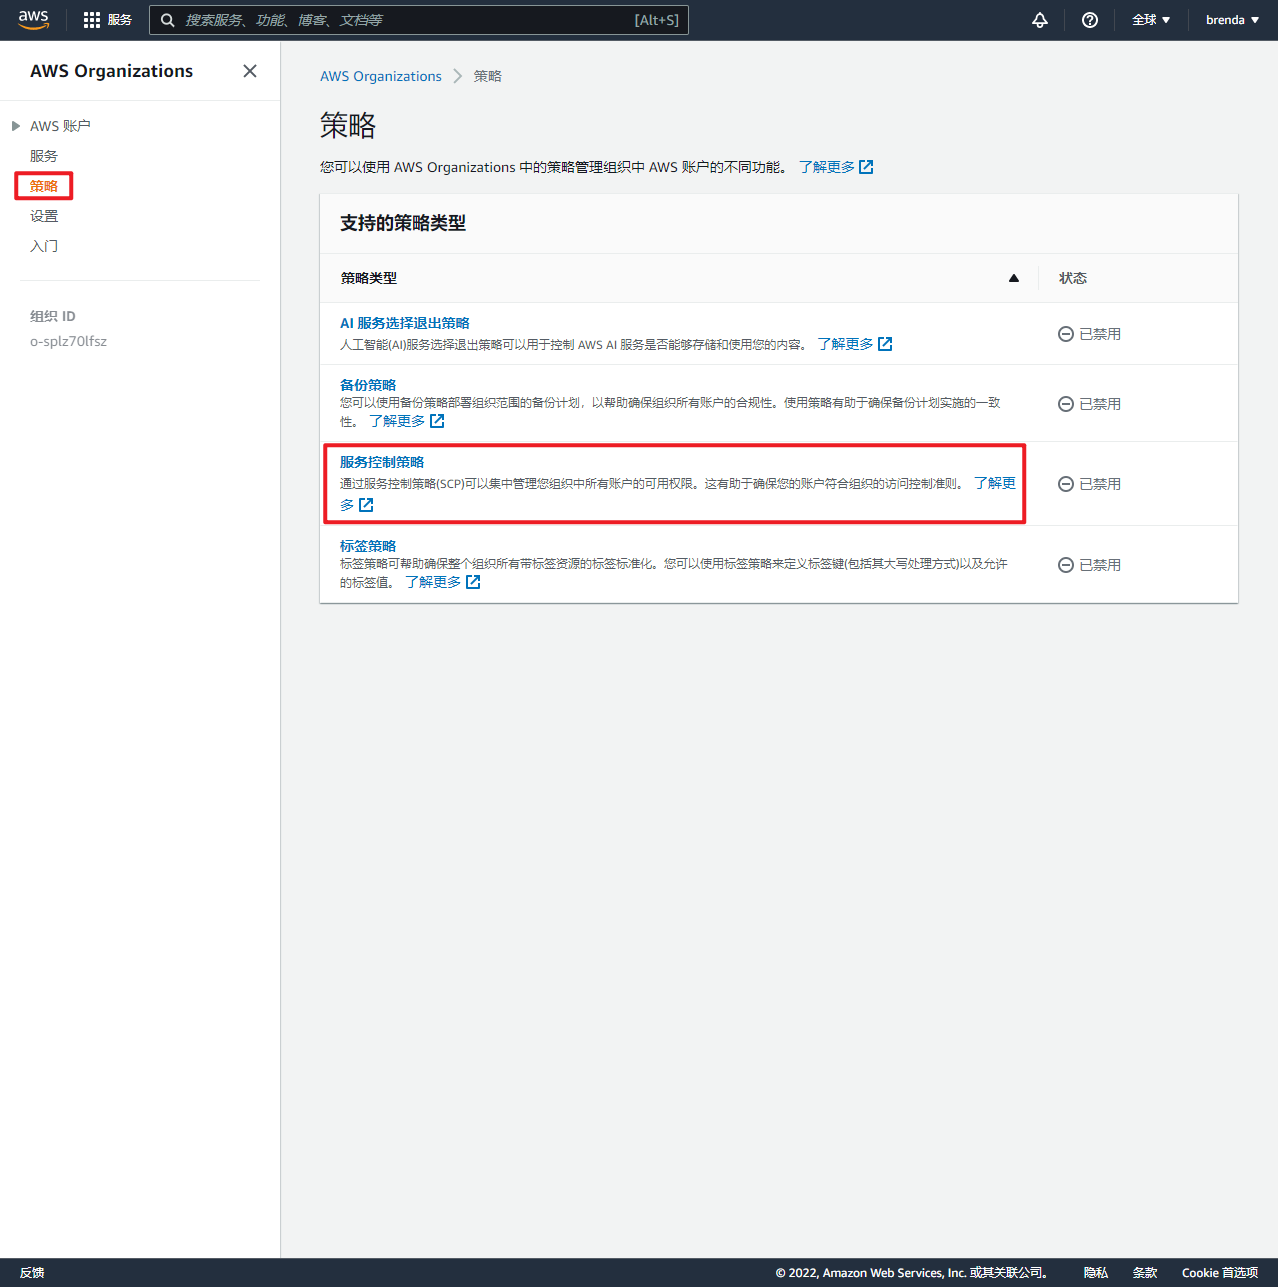 aws
服务
搜索服务、功能、博客、文档等
[Alt+S]
全球
brenda
AWS Organizations
AWS 账户
服务
策略
设置
入门
组织 ID
o-splz70lfsz
AWS Organizations
策略
策略
您可以使用 AWS Organizations 中的策略管理组织中 AWS 账户的不同功能。 了解更多
支持的策略类型
策略类型
状态
AI 服务选择退出策略
人工智能(AI)服务选择退出策略可以用于控制 AWS AI 服务是否能够存储和使用您的内容。 了解更多
已禁用
备份策略
您可以使用备份策略部署组织范围的备份计划，以帮助确保组织所有账户的合规性。使用策略有助于确保备份计划实施的一致
性。 了解更多
已禁用
服务控制策略
通过服务控制策略(SCP)可以集中管理您组织中所有账户的可用权限。这有助于确保您的账户符合组织的访问控制准则。 了解更
多
已禁用
标签策略
标签策略可帮助确保整个组织所有带标签资源的标签标准化。您可以使用标签策略来定义标签键(包括其大写处理方式)以及允许
的标签值。 了解更多
已禁用
反馈
© 2022, Amazon Web Services, Inc. 或其关联公司。
隐私
条款
Cookie 首选项